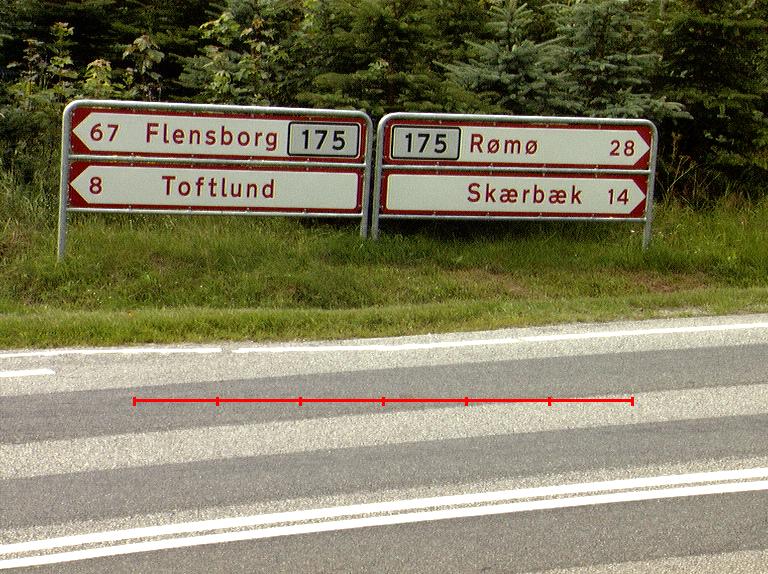 67 Flensborg 175
8 Toftlund
175 Rømø 28
Skærbæk 14